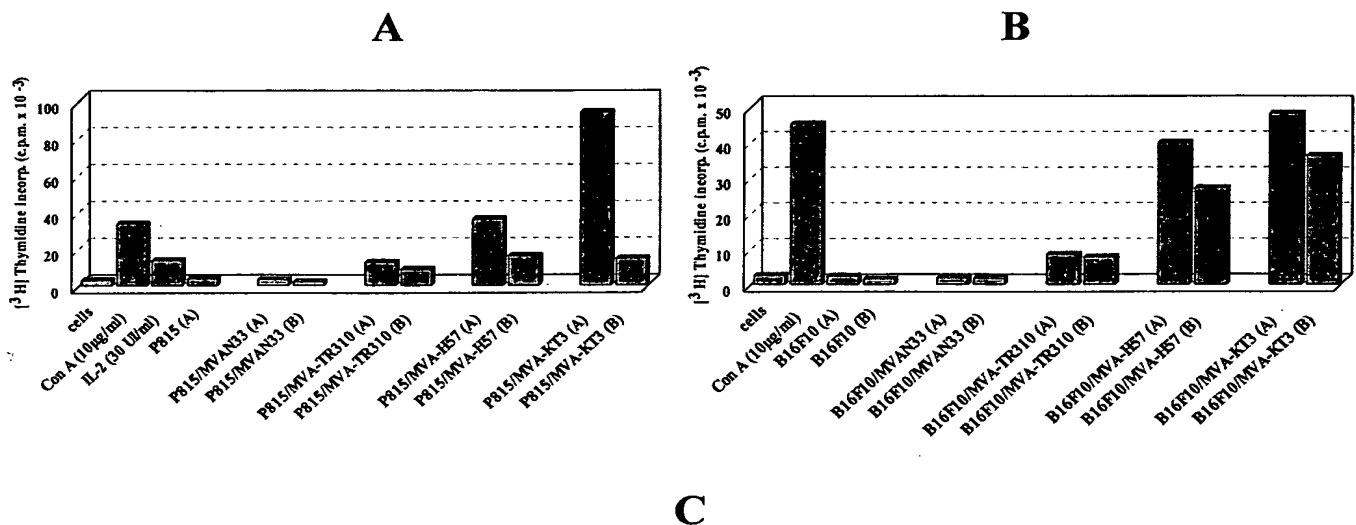 A
B
[³H] Thymidine Incorp. (c.p.m. x 10 -3)
100
80
60
40
20
0
cells
Con A (10µg/ml)
IL-2 (30 UI/ml)
P815 (A)
P815/MVAN33 (A)
P815/MVAN33 (B)
P815/MVA-TR310 (A)
P815/MVA-TR310 (B)
P815/MVA-H57 (A)
P815/MVA-H57 (B)
P815/MVA-KT3 (A)
P815/MVA-KT3 (B)
[³H] Thymidine Incorp. (c.p.m. x 10 -3)
50
40
30
20
10
0
cells
Con A (10µg/ml)
B16F10 (A)
B16F10 (B)
B16F10/MVAN33 (A)
B16F10/MVAN33 (B)
B16F10/MVA-TR310 (A)
B16F10/MVA-TR310 (B)
B16F10/MVA-H57 (A)
B16F10/MVA-H57 (B)
B16F10/MVA-KT3 (A)
B16F10/MVA-KT3 (B)
C